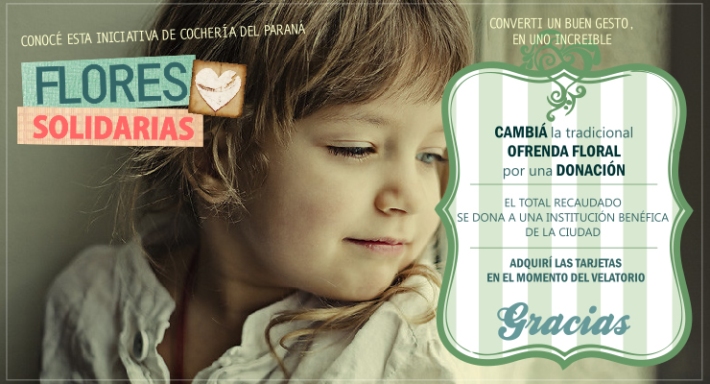 CONOCÉ ESTA INICIATIVA DE COCHERÍA DEL PARANÁ
FLORES
SOLIDARIAS
CONVERTI UN BUEN GESTO,
EN UNO INCREIBLE
CAMBIÁ la tradicional
OFRENDA FLORAL
por una DONACIÓN
EL TOTAL RECAUDADO
SE DONA A UNA INSTITUCIÓN BENÉFICA
DE LA CIUDAD
ADQUIRÍ LAS TARJETAS
EN EL MOMENTO DEL VELATORIO
Gracias